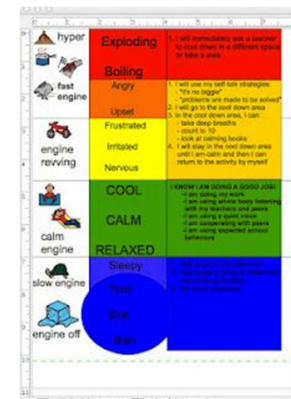 hyper
Exploding
Boiling
1. I will immediately ask a teacher
to cool down in a different space
or take a walk.
fast
engine
Angry
Upset
1. I will use my self-talk strategies
-"it's no biggie"
-"problems are made to be solved"
2. I will go to the cool down area
3. In the cool down area, I can:
- take deep breaths
- count to 10
- look at calming books
4. I will stay in the cool down area
until I am calm and then I can
return to the activity by myself
engine
revving
Frustrated
Irritated
Nervous
calm
engine
COOL
CALM
RELAXED
I KNOW I AM DOING A GOOD JOB!
-I am doing my work
-I am using whole body listening
with my teachers and peers
-I am using a quiet voice
-I am cooperating with peers
-I am using expected school
behaviors
slow engine
engine off
Sleepy
Tired
Sick